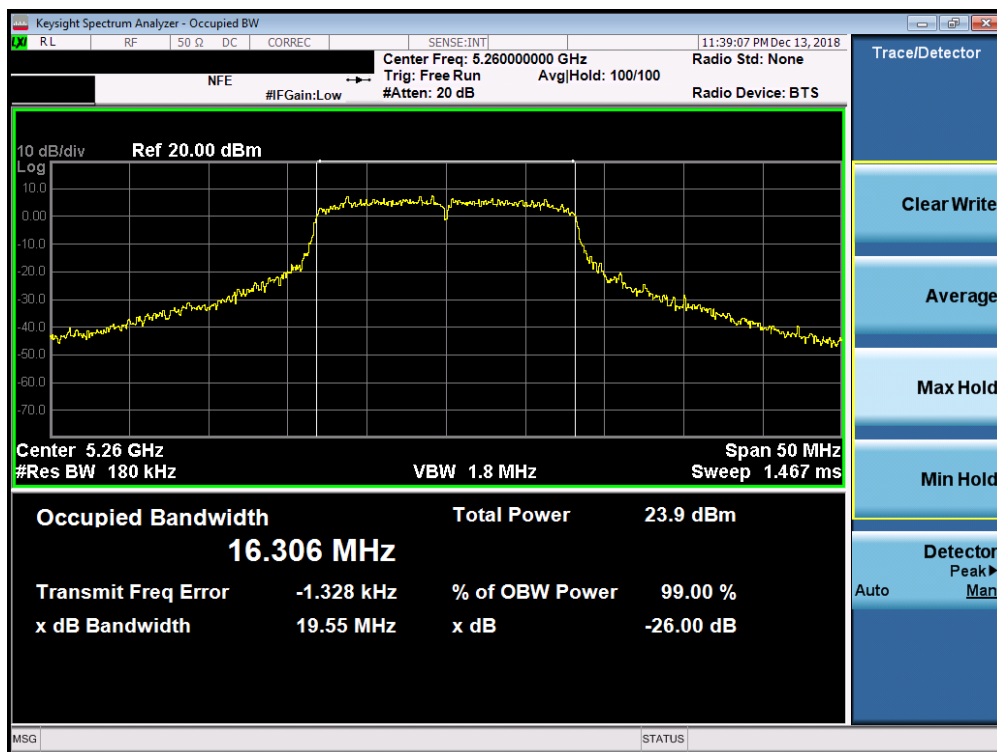 Keysight Spectrum Analyzer - Occupied BW
LXI RL RF 50 Ω DC CORREC SENSE:INT 11:39:07 PM Dec 13, 2018
Center Freq: 5.260000000 GHz Radio Std: None
NFE Trig: Free Run Avg|Hold: 100/100
#IFGain:Low #Atten: 20 dB Radio Device: BTS
10 dB/div Ref 20.00 dBm
Log
10.0
0.00
-10.0
-20.0
-30.0
-40.0
-50.0
-60.0
-70.0
Center 5.26 GHz Span 50 MHz
#Res BW 180 kHz VBW 1.8 MHz Sweep 1.467 ms
Occupied Bandwidth Total Power 23.9 dBm
16.306 MHz
Transmit Freq Error -1.328 kHz % of OBW Power 99.00 %
x dB Bandwidth 19.55 MHz x dB -26.00 dB
MSG STATUS
Trace/Detector
Clear Write
Average
Max Hold
Min Hold
Detector
Peak▶
Auto Man